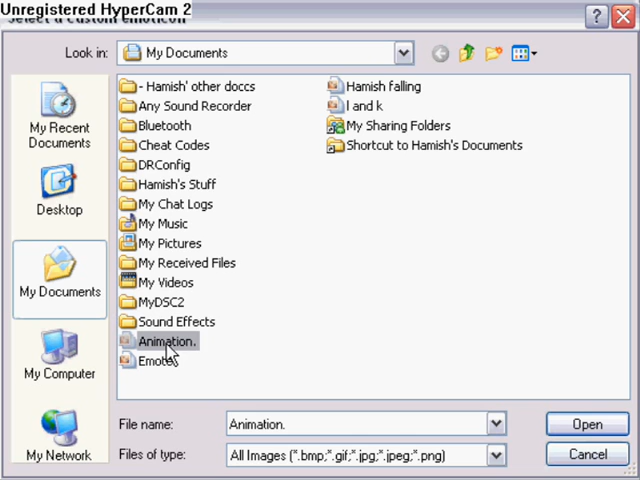 Unregistered HyperCam 2
Select a custom emoticon
Look in:
My Documents
My Recent
Documents
Desktop
My Documents
My Computer
My Network
- Hamish' other doccs
Any Sound Recorder
Bluetooth
Cheat Codes
DRConfig
Hamish's Stuff
My Chat Logs
My Music
My Pictures
My Received Files
My Videos
MyDSC2
Sound Effects
Animation.
Hamish falling
I and k
My Sharing Folders
Shortcut to Hamish's Documents
File name:
Animation.
Open
Files of type:
All Images (*.bmp;*.gif;*.jpg;*.jpeg;*.png)
Cancel